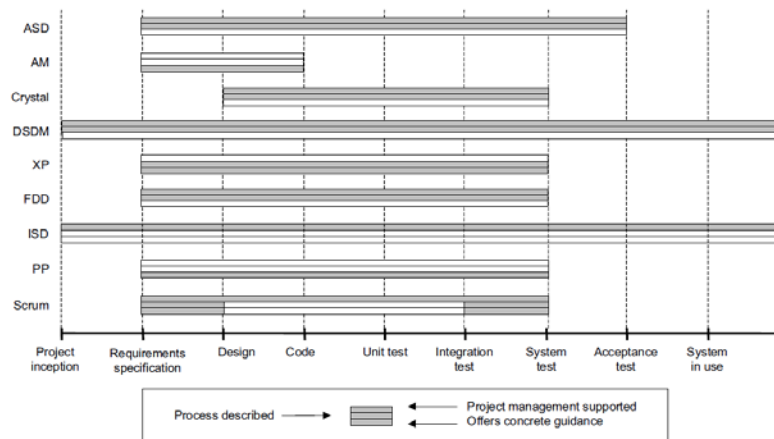 ASD
AM
Crystal
DSDM
XP
FDD
ISD
PP
Scrum
Project
inception
Requirements
specification
Design
Code
Unit test
Integration
test
System
test
Acceptance
test
System
in use
Process described
Project management supported
Offers concrete guidance